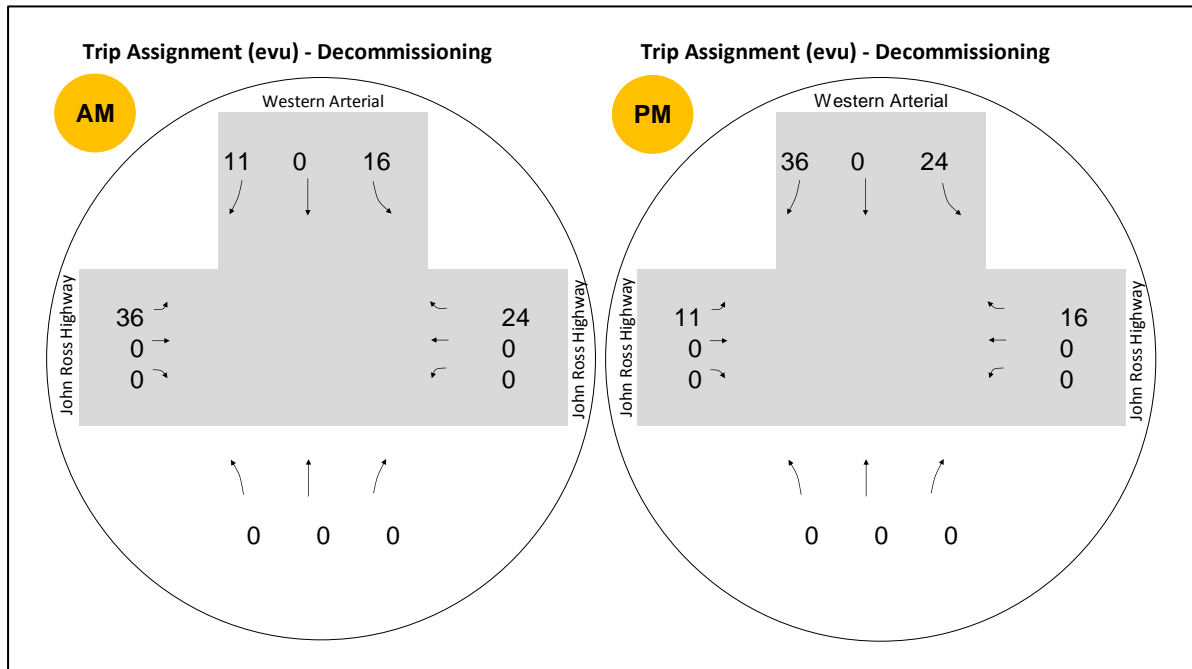 Trip Assignment (evu) - Decommissioning
AM
Western Arterial
11 0 16
John Ross Highway
36
0
0
24
0
0
John Ross Highway
0 0 0
Trip Assignment (evu) - Decommissioning
PM
Western Arterial
36 0 24
John Ross Highway
11
0
0
16
0
0
John Ross Highway
0 0 0